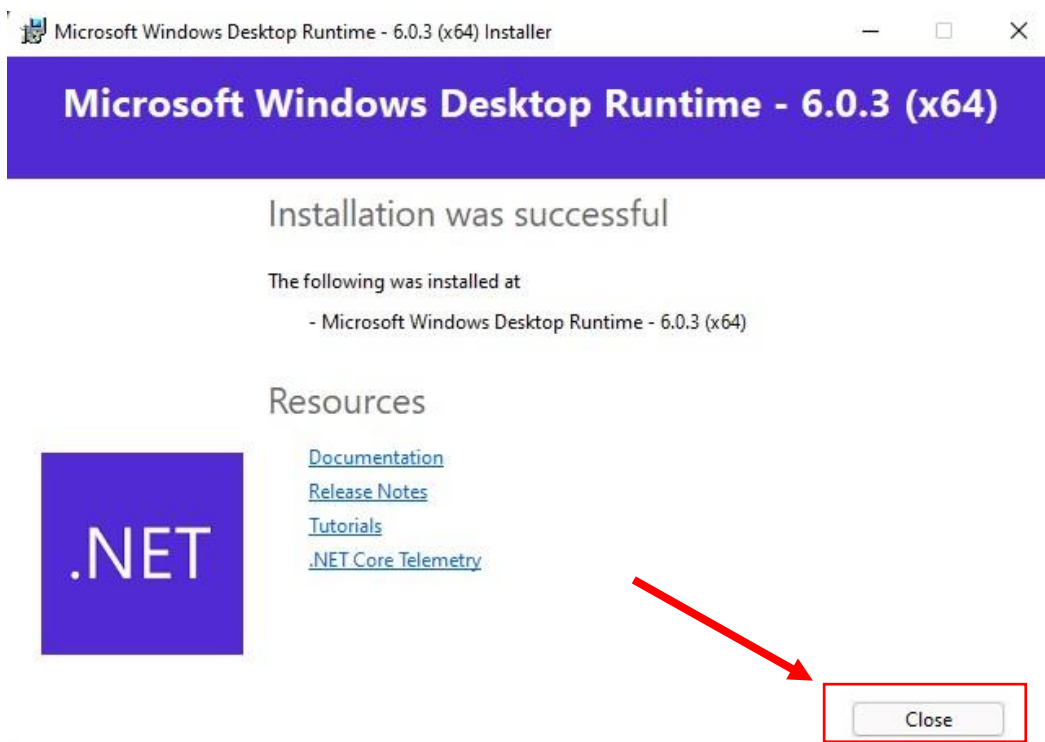 Microsoft Windows Desktop Runtime - 6.0.3 (x64) Installer
Microsoft Windows Desktop Runtime - 6.0.3 (x64)
Installation was successful
The following was installed at
- Microsoft Windows Desktop Runtime - 6.0.3 (x64)
Resources
Documentation
Release Notes
Tutorials
.NET Core Telemetry
.NET
Close